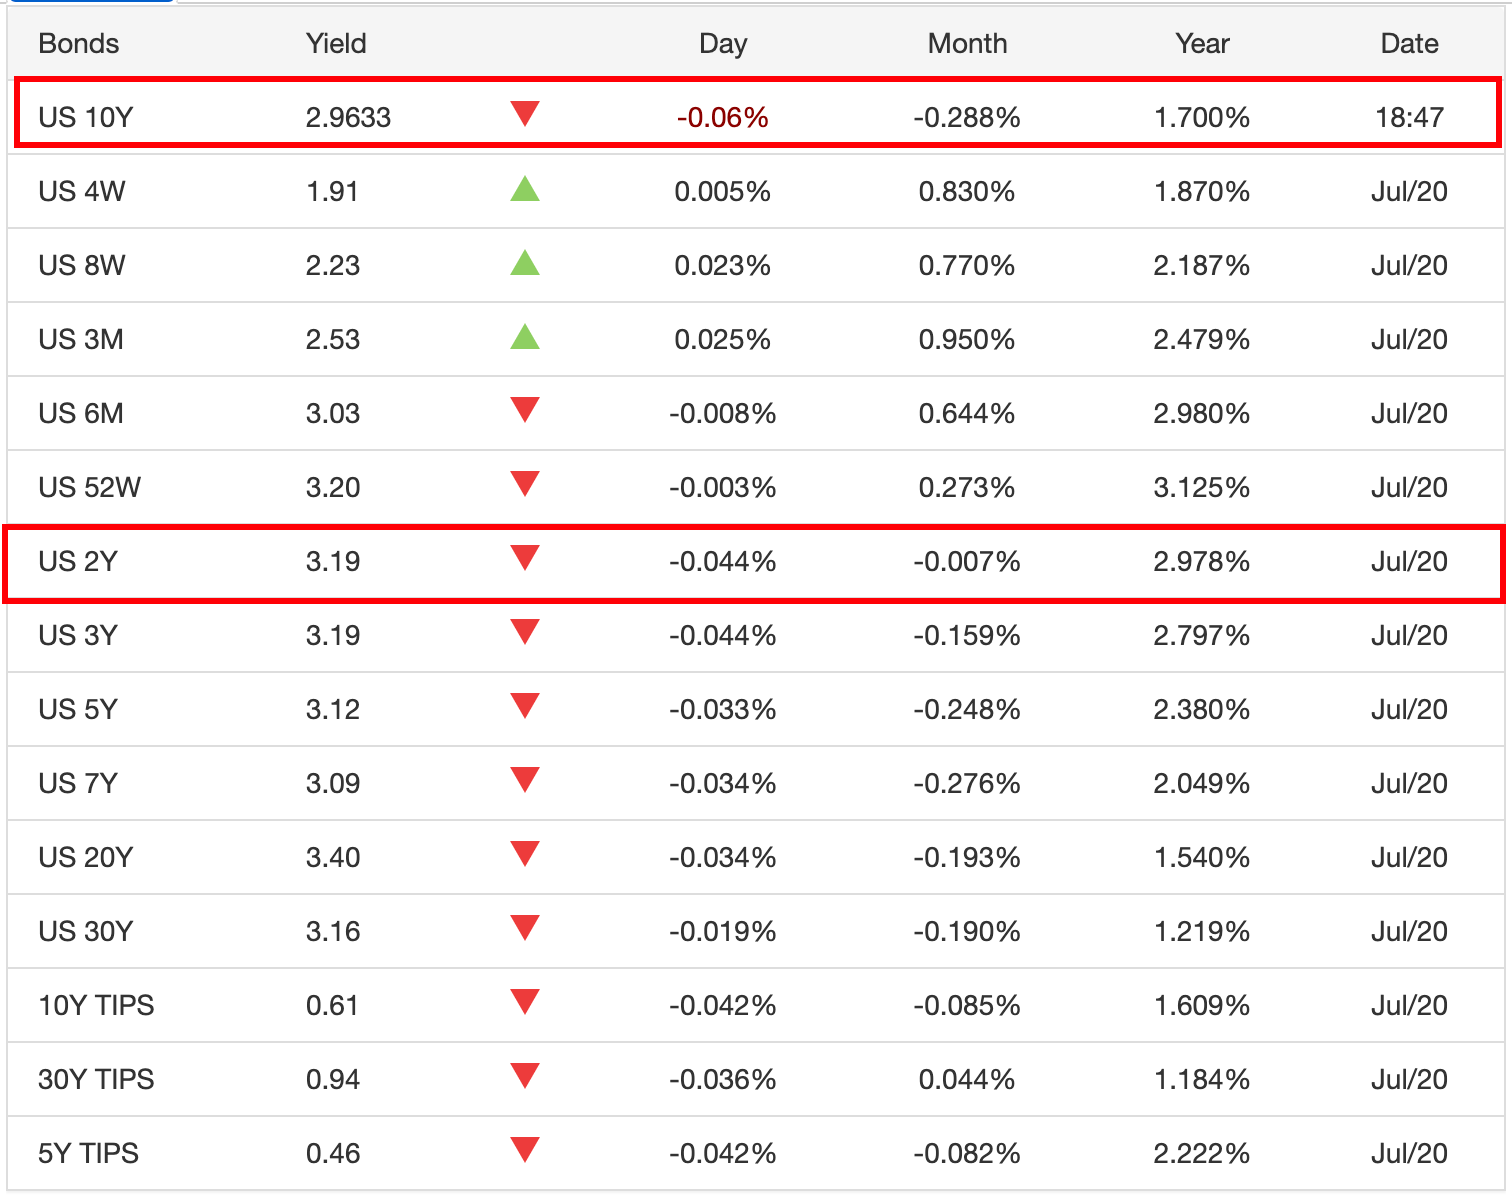 Bonds Yield Day Month Year Date
US 10Y 2.9633 -0.06% -0.288% 1.700% 18:47
US 4W 1.91 0.005% 0.830% 1.870% Jul/20
US 8W 2.23 0.023% 0.770% 2.187% Jul/20
US 3M 2.53 0.025% 0.950% 2.479% Jul/20
US 6M 3.03 -0.008% 0.644% 2.980% Jul/20
US 52W 3.20 -0.003% 0.273% 3.125% Jul/20
US 2Y 3.19 -0.044% -0.007% 2.978% Jul/20
US 3Y 3.19 -0.044% -0.159% 2.797% Jul/20
US 5Y 3.12 -0.033% -0.248% 2.380% Jul/20
US 7Y 3.09 -0.034% -0.276% 2.049% Jul/20
US 20Y 3.40 -0.034% -0.193% 1.540% Jul/20
US 30Y 3.16 -0.019% -0.190% 1.219% Jul/20
10Y TIPS 0.61 -0.042% -0.085% 1.609% Jul/20
30Y TIPS 0.94 -0.036% 0.044% 1.184% Jul/20
5Y TIPS 0.46 -0.042% -0.082% 2.222% Jul/20